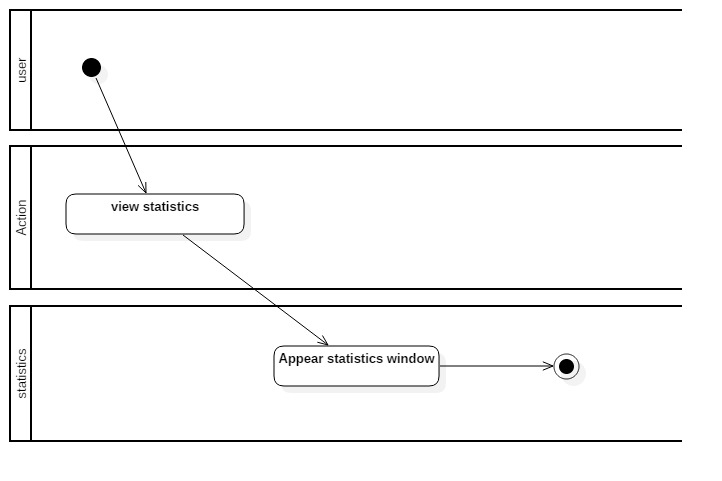 user
Action
view statistics
statistics
Appear statistics window